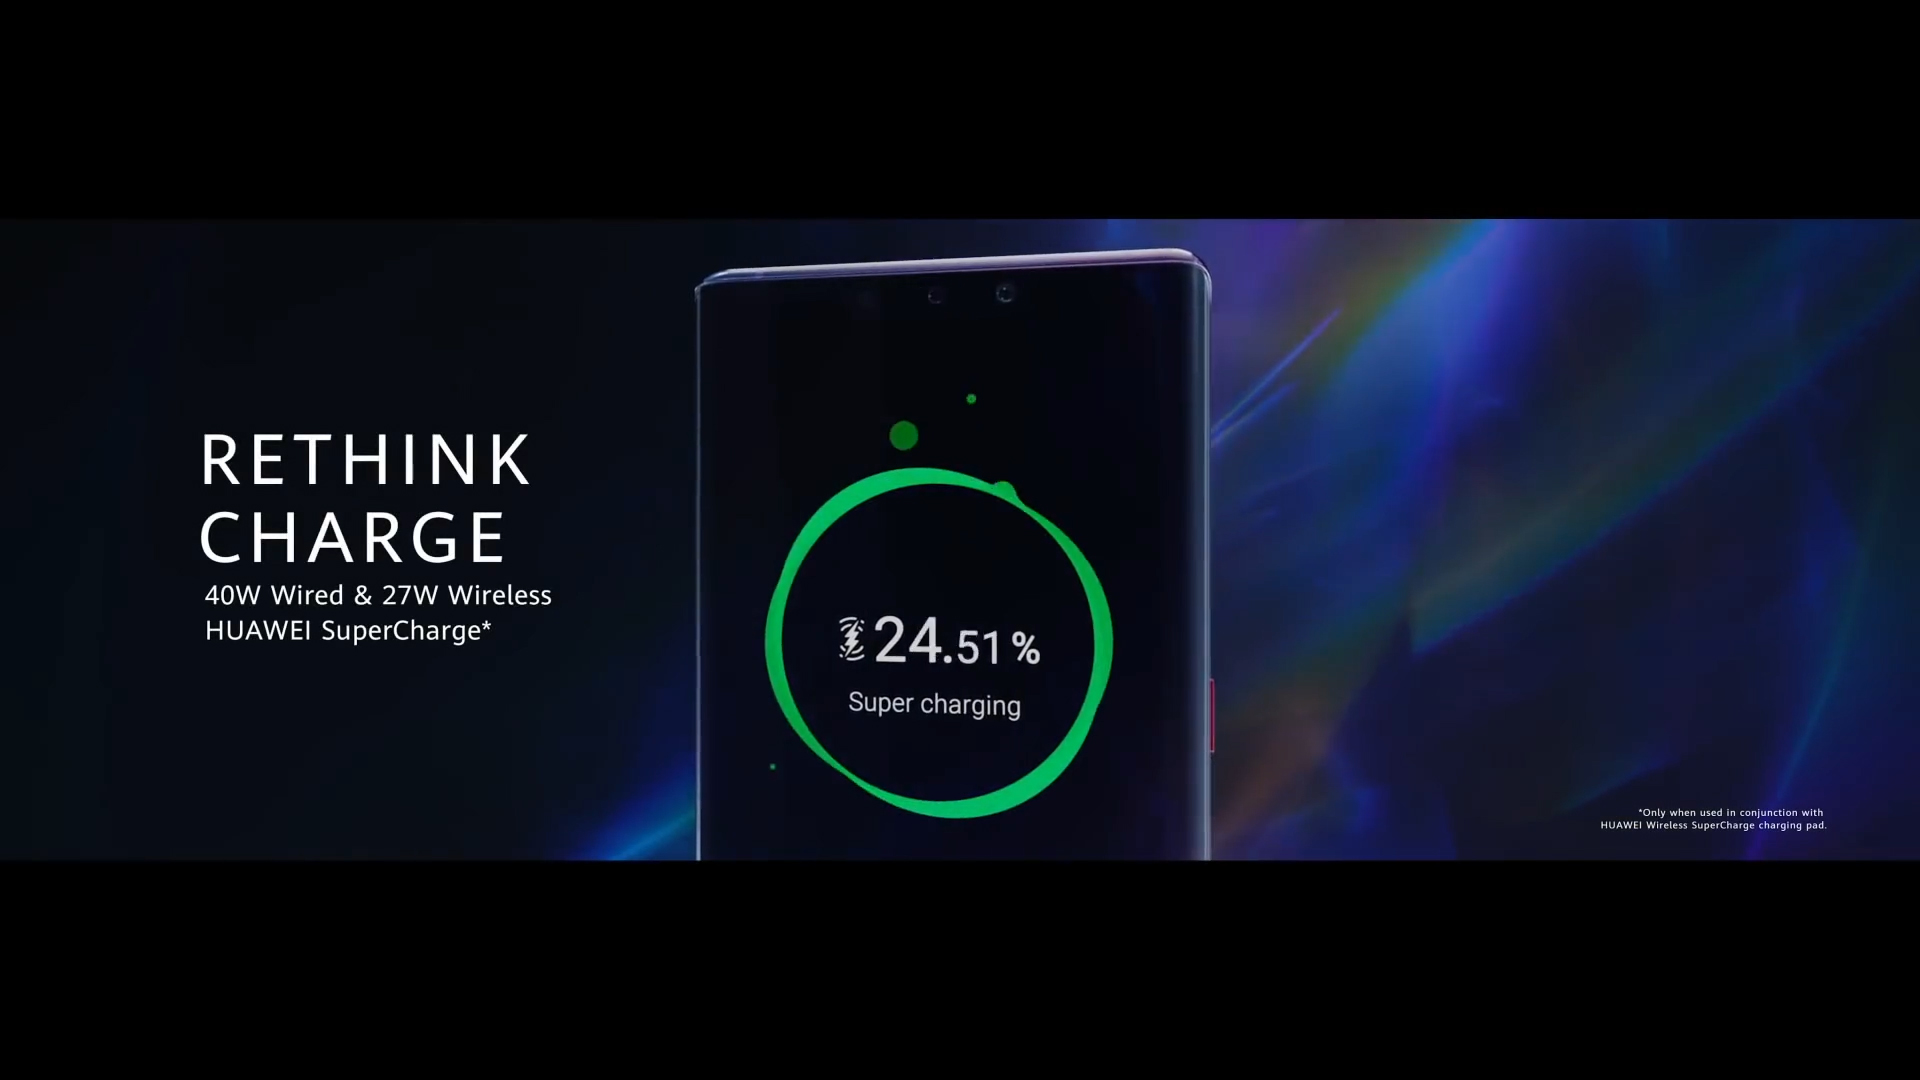 RETHINK
CHARGE
40W Wired & 27W Wireless
HUAWEI SuperCharge*
24.51%
Super charging
*Only when used in conjunction with
HUAWEI Wireless SuperCharge charging pad.